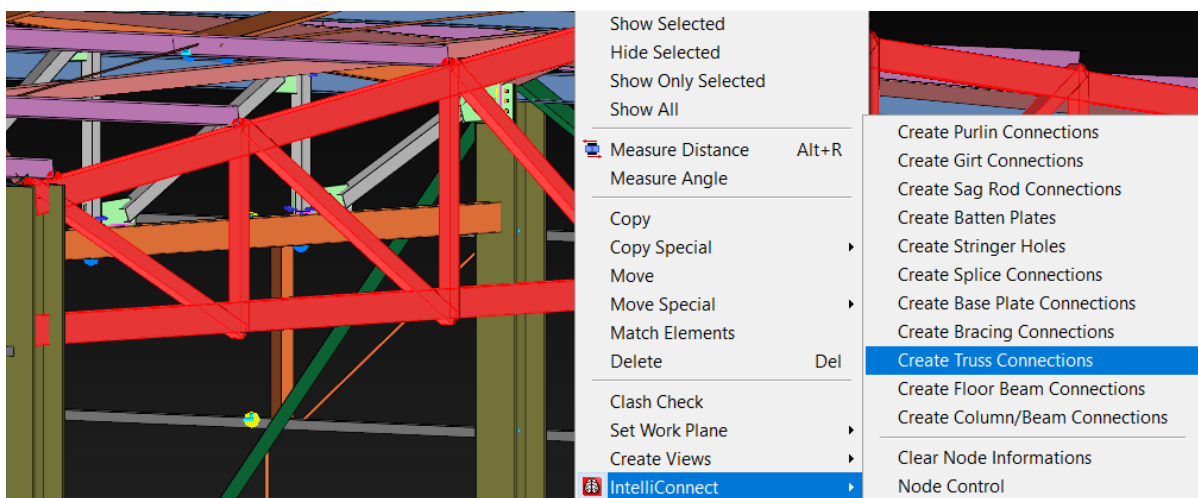 Show Selected
Hide Selected
Show Only Selected
Show All
Measure Distance Alt+R
Measure Angle
Copy
Copy Special
Move
Move Special
Match Elements
Delete Del
Clash Check
Set Work Plane
Create Views
IntelliConnect
Create Purlin Connections
Create Girt Connections
Create Sag Rod Connections
Create Batten Plates
Create Stringer Holes
Create Splice Connections
Create Base Plate Connections
Create Bracing Connections
Create Truss Connections
Create Floor Beam Connections
Create Column/Beam Connections
Clear Node Informations
Node Control